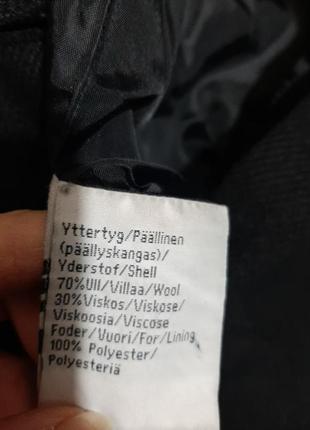 Yttertyg/Päällinen
(päällyskangas)/
Yderstof/Shell
70%Ull/Villaa/Wool
30%Viskos/Viskose/
Viskoosia/Viscose
Foder/Vuori/For/Lining
100% Polyester/
Polyesteriä